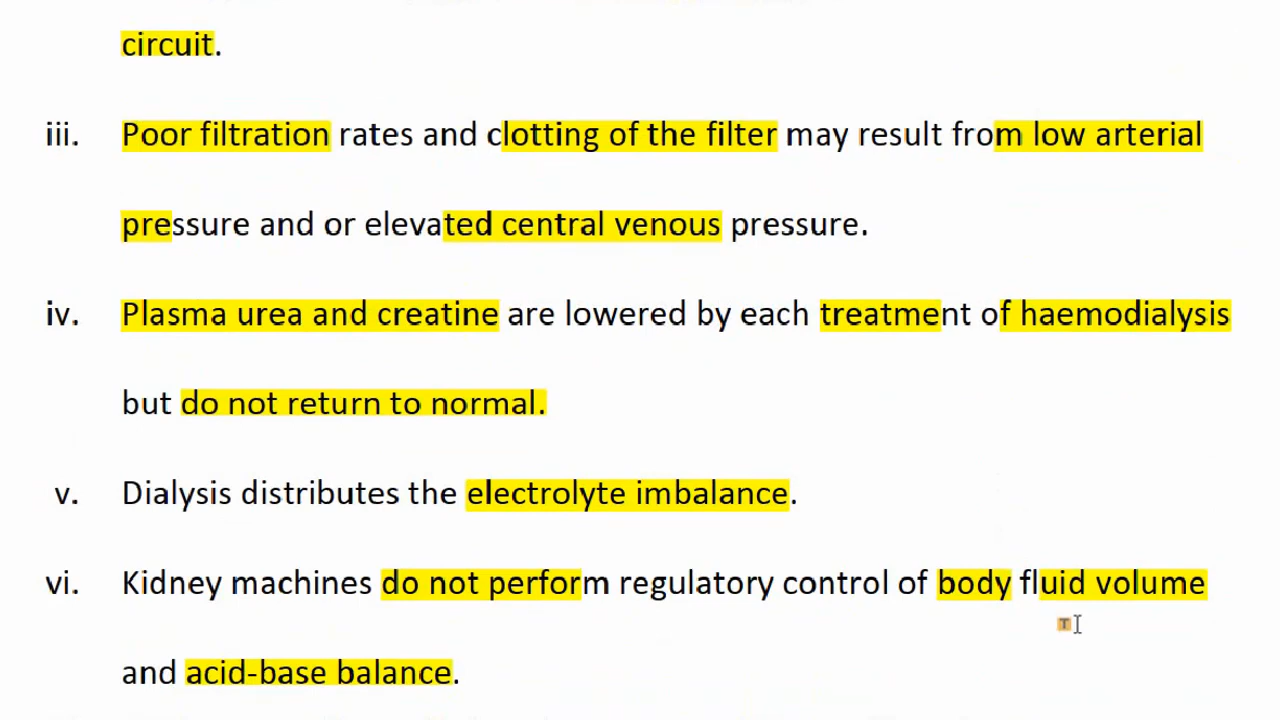 circuit.
iii. Poor filtration rates and clotting of the filter may result from low arterial
pressure and or elevated central venous pressure.
iv. Plasma urea and creatine are lowered by each treatment of haemodialysis
but do not return to normal.
v. Dialysis distributes the electrolyte imbalance.
vi. Kidney machines do not perform regulatory control of body fluid volume
and acid-base balance.